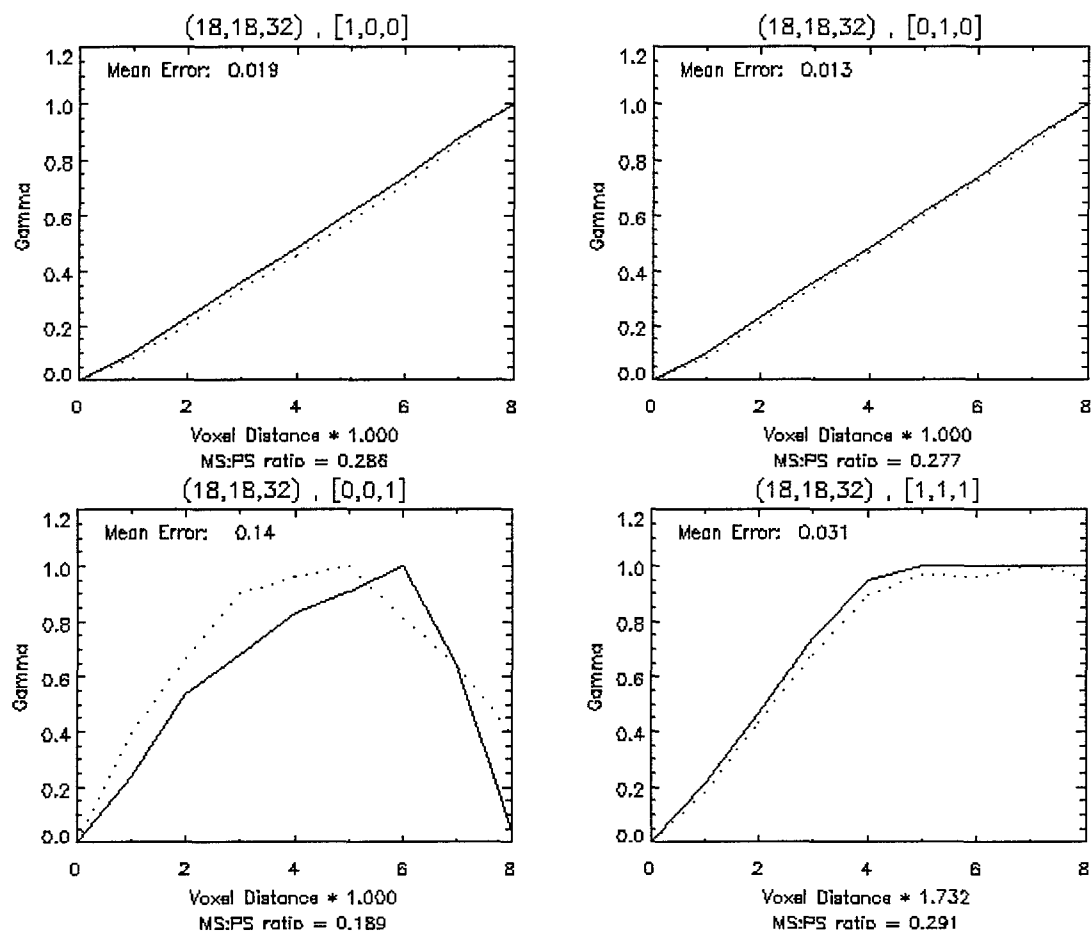 (18,18,32) , [1,0,0]
1.2
1.0
0.8
0.6
0.4
0.2
0.0
Gamma
Mean Error: 0.019
0 2 4 6 8
Voxel Distance * 1.000
MS:PS ratio = 0.286
(18,18,32) , [0,1,0]
1.2
1.0
0.8
0.6
0.4
0.2
0.0
Gamma
Mean Error: 0.013
0 2 4 6 8
Voxel Distance * 1.000
MS:PS ratio = 0.277
(18,18,32) , [0,0,1]
1.2
1.0
0.8
0.6
0.4
0.2
0.0
Gamma
Mean Error: 0.14
0 2 4 6 8
Voxel Distance * 1.000
MS:PS ratio = 0.189
(18,18,32) , [1,1,1]
1.2
1.0
0.8
0.6
0.4
0.2
0.0
Gamma
Mean Error: 0.031
0 2 4 6 8
Voxel Distance * 1.732
MS:PS ratio = 0.291